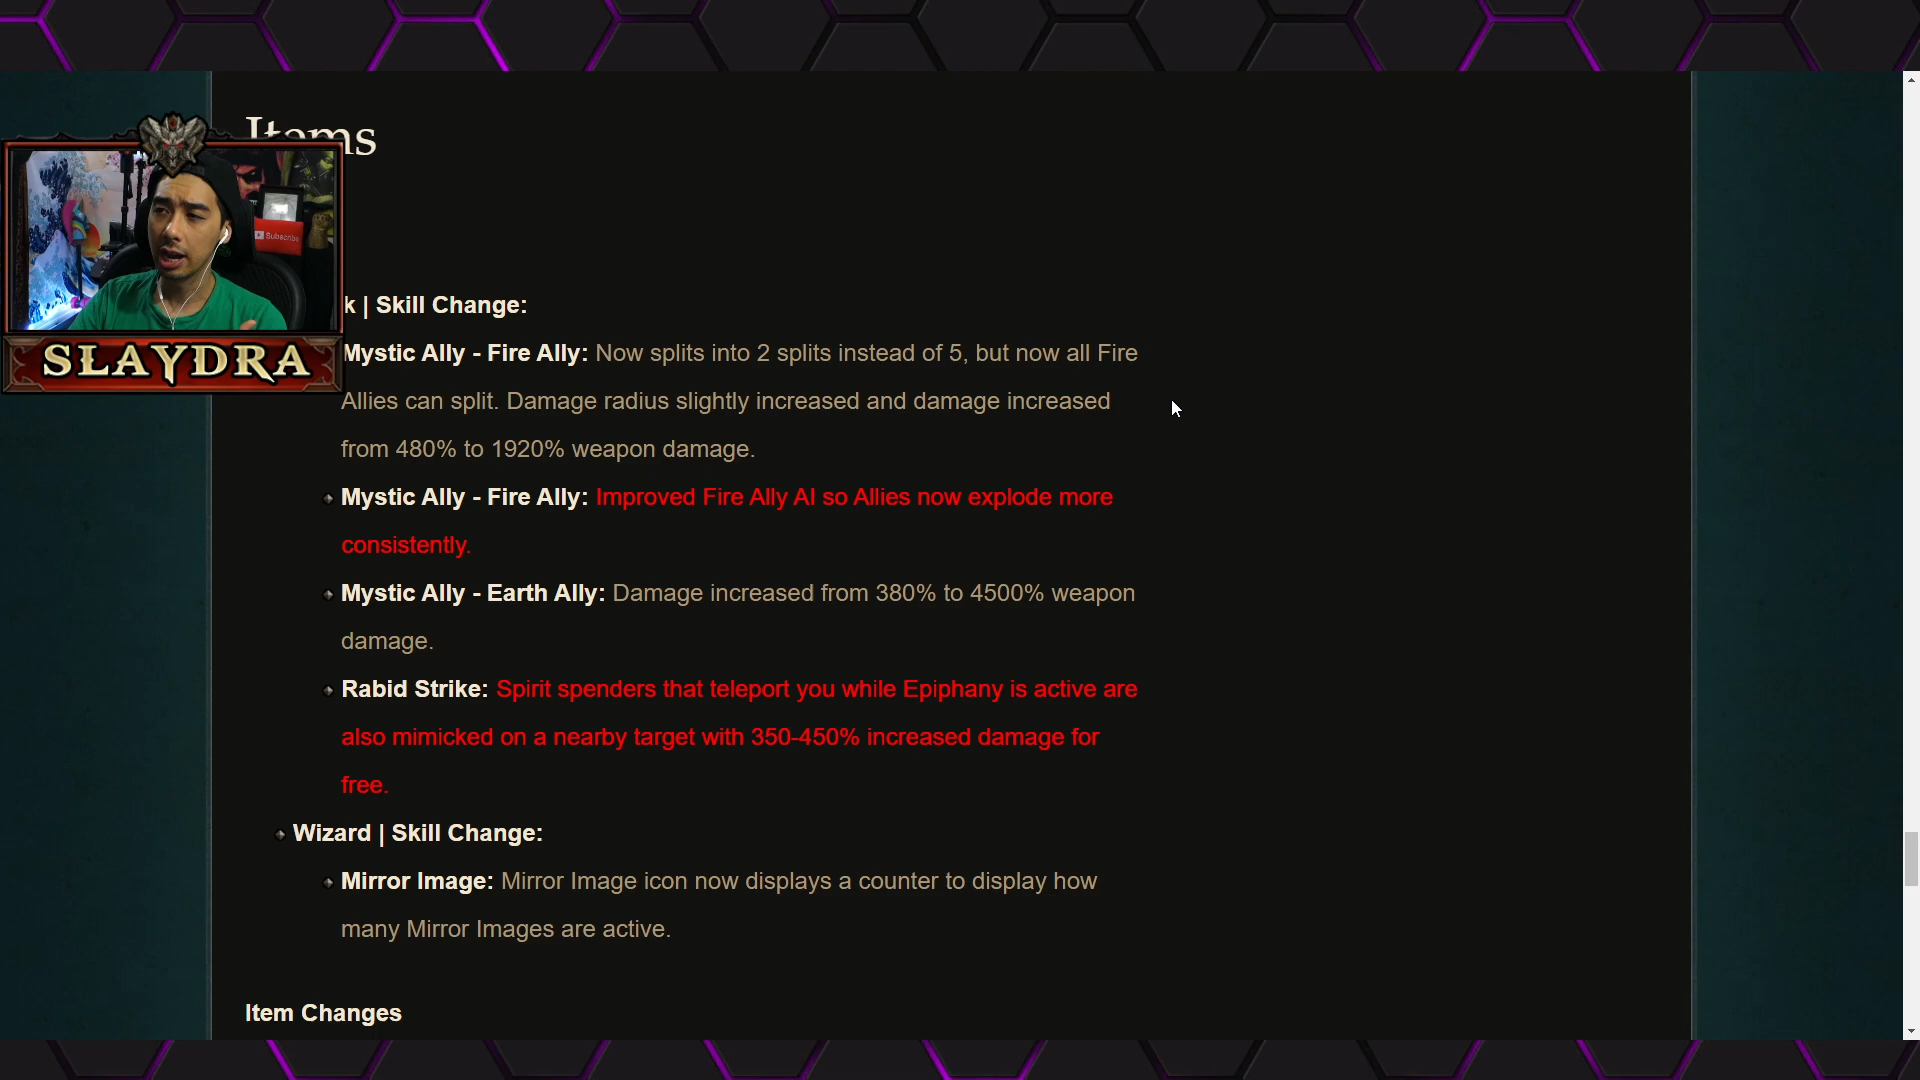 Items
Subscribe
SLAYDRA
k | Skill Change:
Mystic Ally - Fire Ally: Now splits into 2 splits instead of 5, but now all Fire
Allies can split. Damage radius slightly increased and damage increased
from 480% to 1920% weapon damage.
Mystic Ally - Fire Ally: Improved Fire Ally AI so Allies now explode more
consistently.
Mystic Ally - Earth Ally: Damage increased from 380% to 4500% weapon
damage.
Rabid Strike: Spirit spenders that teleport you while Epiphany is active are
also mimicked on a nearby target with 350-450% increased damage for
free.
Wizard | Skill Change:
Mirror Image: Mirror Image icon now displays a counter to display how
many Mirror Images are active.
Item Changes